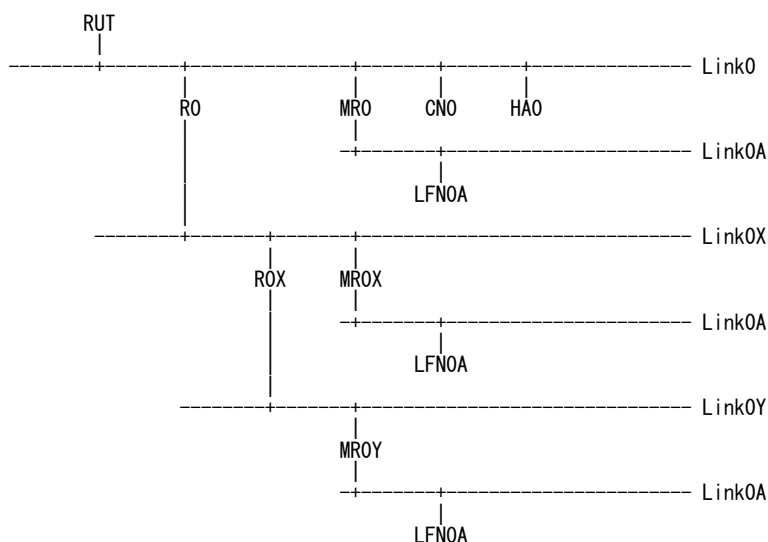 RUT
Link0
R0 MR0 CN0 HA0
Link0A
LFN0A
Link0X
R0X MR0X
Link0A
LFN0A
Link0Y
MR0Y
Link0A
LFN0A